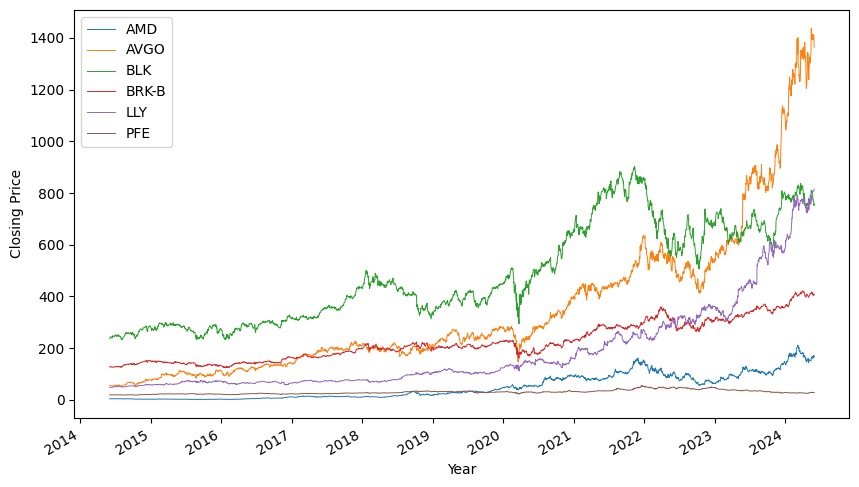 AMD
AVGO
BLK
BRK-B
LLY
PFE
Closing Price
1400
1200
1000
800
600
400
200
0
2014
2015
2016
2017
2018
2019
2020
2021
2022
2023
2024
Year